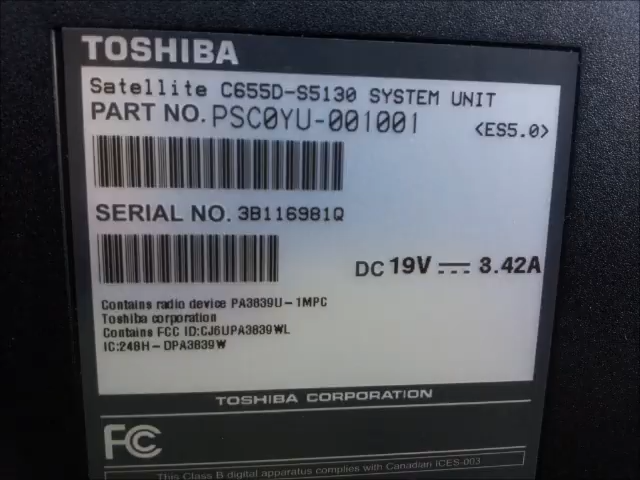 TOSHIBA
Satellite C655D-S5130 SYSTEM UNIT
PART NO. PSC0YU-001001 <ES5.0>
SERIAL NO. 3B116981Q
DC 19V 3.42A
Contains radio device PA3839U-1MPC
Toshiba corporation
Contains FCC ID:CJ6UPA3839WL
IC:248H-DPA3839W
TOSHIBA CORPORATION
FC
This Class B digital apparatus complies with Canadian ICES-003